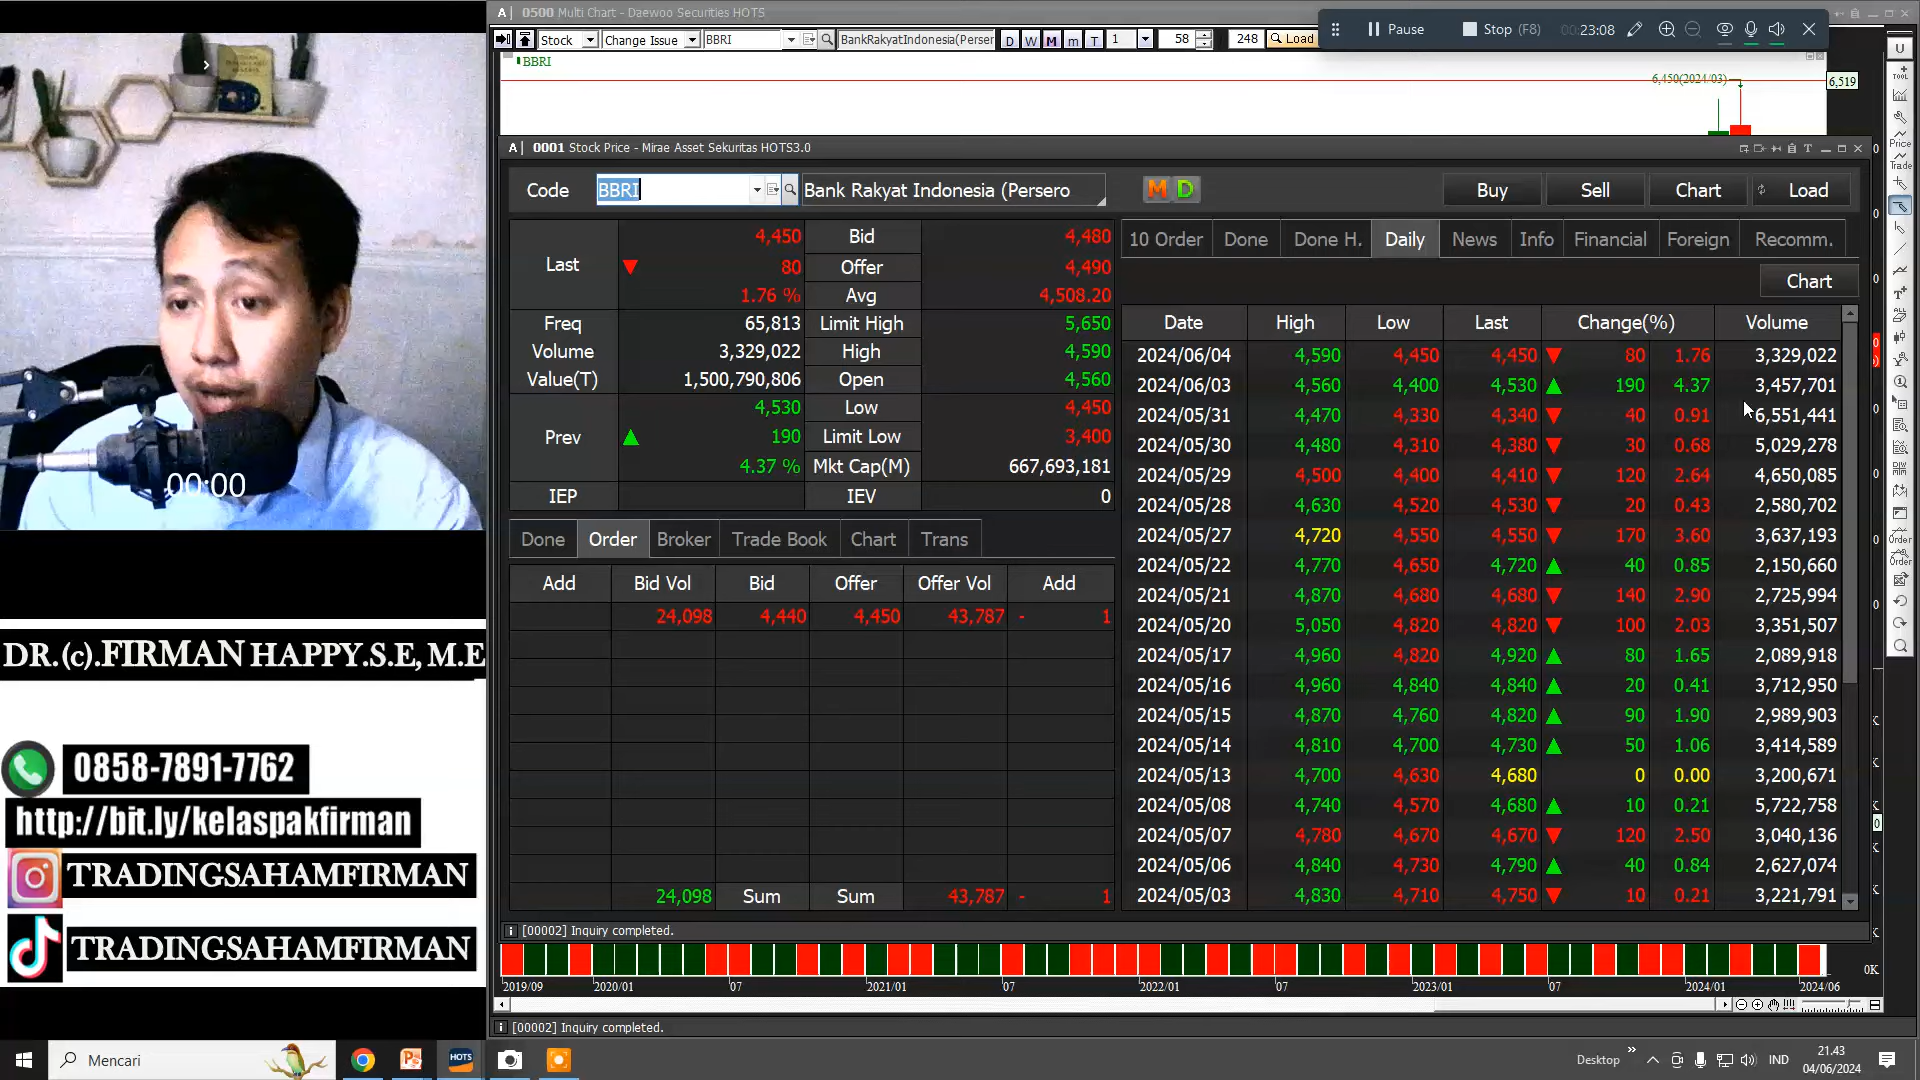 0500 Multi Chart - Daewoo Securities HOTS
Stock Change Issue BBRI BankRakyatIndonesia(Perser D W M m T 1 58 248 Load
Pause Stop (F8) 00:23:08
BBRI
6,450(2024/03)
6,519
0001 Stock Price - Mirae Asset Sekuritas HOTS3.0
Code BBRI Bank Rakyat Indonesia (Persero M D Buy Sell Chart Load
Last 4,450 Bid 4,480
▼ 80 Offer 4,490
1.76 % Avg 4,508.20
Freq 65,813 Limit High 5,650
Volume 3,329,022 High 4,590
Value(T) 1,500,790,806 Open 4,560
Prev 4,530 Low 4,450
▲ 190 Limit Low 3,400
4.37 % Mkt Cap(M) 667,693,181
IEP IEV 0
Done Order Broker Trade Book Chart Trans
Add Bid Vol Bid Offer Offer Vol Add
24,098 4,440 4,450 43,787 - 1
24,098 Sum Sum 43,787 - 1
10 Order Done Done H. Daily News Info Financial Foreign Recomm.
Chart
Date High Low Last Change(%) Volume
2024/06/04 4,590 4,450 4,450 ▼ 80 1.76 3,329,022
2024/06/03 4,560 4,400 4,530 ▲ 190 4.37 3,457,701
2024/05/31 4,470 4,330 4,340 ▼ 40 0.91 6,551,441
2024/05/30 4,480 4,310 4,380 ▼ 30 0.68 5,029,278
2024/05/29 4,500 4,400 4,410 ▼ 120 2.64 4,650,085
2024/05/28 4,630 4,520 4,530 ▼ 20 0.43 2,580,702
2024/05/27 4,720 4,550 4,550 ▼ 170 3.60 3,637,193
2024/05/22 4,770 4,650 4,720 ▲ 40 0.85 2,150,660
2024/05/21 4,870 4,680 4,680 ▼ 140 2.90 2,725,994
2024/05/20 5,050 4,820 4,820 ▼ 100 2.03 3,351,507
2024/05/17 4,960 4,820 4,920 ▲ 80 1.65 2,089,918
2024/05/16 4,960 4,840 4,840 ▲ 20 0.41 3,712,950
2024/05/15 4,870 4,760 4,820 ▲ 90 1.90 2,989,903
2024/05/14 4,810 4,700 4,730 ▲ 50 1.06 3,414,589
2024/05/13 4,700 4,630 4,680 0 0.00 3,200,671
2024/05/08 4,740 4,570 4,680 ▲ 10 0.21 5,722,758
2024/05/07 4,780 4,670 4,670 ▼ 120 2.50 3,040,136
2024/05/06 4,840 4,730 4,790 ▲ 40 0.84 2,627,074
2024/05/03 4,830 4,710 4,750 ▼ 10 0.21 3,221,791
[00002] Inquiry completed.
0K
2019/09 2020/01 07 2021/01 07 2022/01 07 2023/01 07 2024/01 2024/06
[00002] Inquiry completed.
00:00
DR.(c).FIRMAN HAPPY.S.E, M.E
0858-7891-7762
http://bit.ly/kelaspakfirman
TRADINGSAHAMFIRMAN
TRADINGSAHAMFIRMAN
Mencari
HOTS
Desktop IND
21.43
04/06/2024